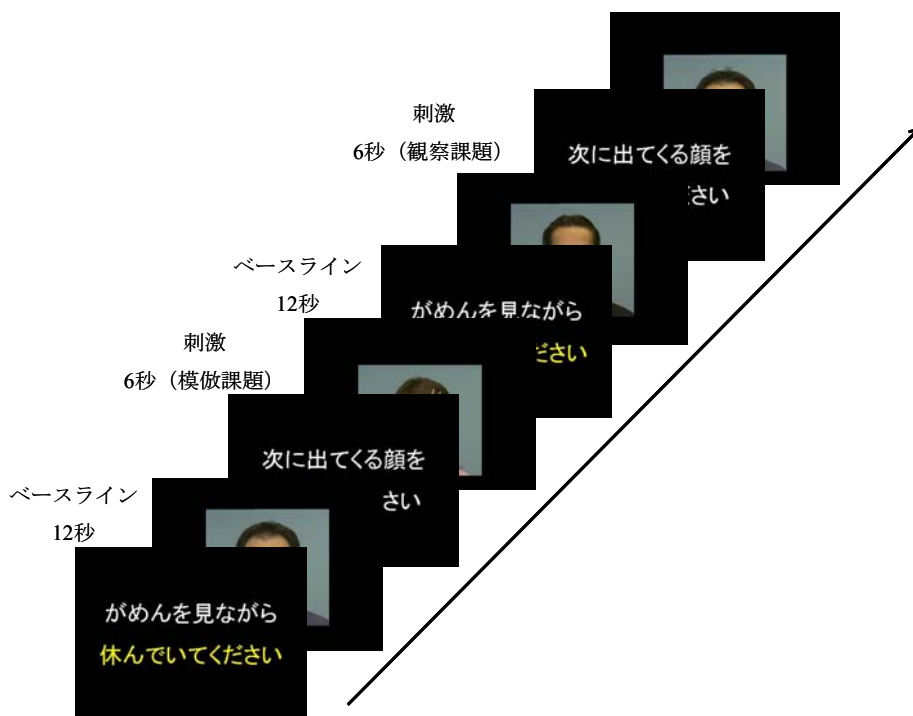 刺激
6秒（観察課題）
次に出てくる顔を
ださい
ベースライン
12秒
がめんを見ながら
ださい
刺激
6秒（模倣課題）
次に出てくる顔を
さい
ベースライン
12秒
がめんを見ながら
休んでいてください